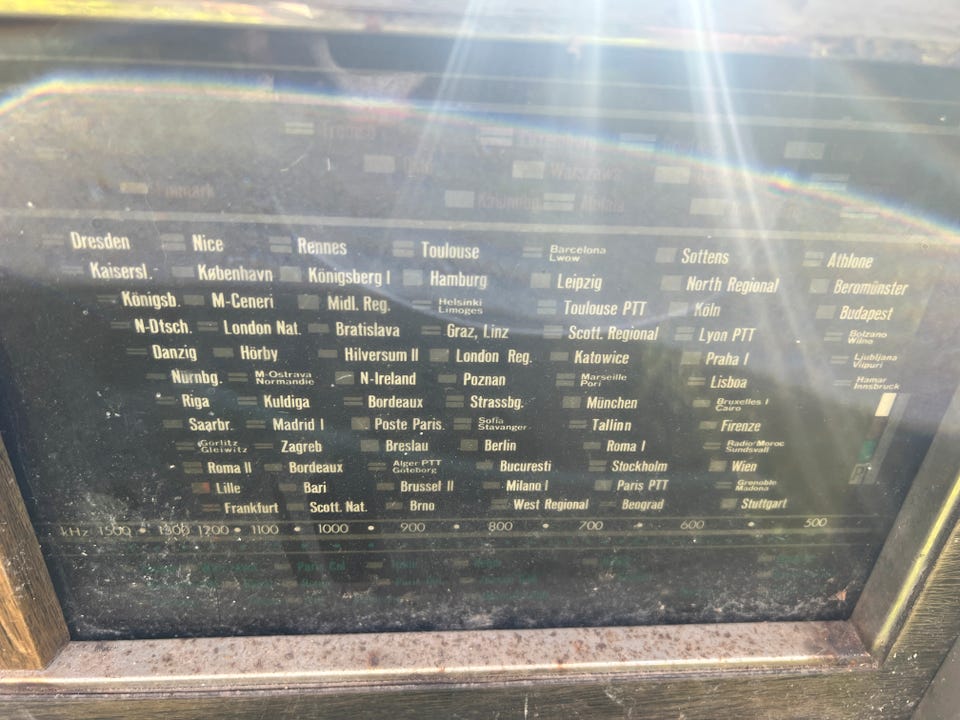 Warszawa
Dresden Nice Rennes Toulouse Barcelona Lwow Sottens Athlone
Kaisersl. København Königsberg I Hamburg Leipzig North Regional Beromünster
Königsb. M-Ceneri Midl. Reg. Helsinki Limoges Toulouse PTT Köln Budapest
N-Dtsch. London Nat. Bratislava Graz, Linz Scott. Regional Lyon PTT Bolzano Wilno
Danzig Hörby Hilversum II London Reg. Katowice Praha I Ljubljana Viipuri
Nürnbg. M-Ostrava Normandie N-Ireland Poznan Marseille Pori Lisboa Hamar Innsbruck
Riga Kuldiga Bordeaux Strassbg. München Bruxelles I Cairo
Saarbr. Madrid I Poste Paris. Sofia Stavanger Tallinn Firenze
Görlitz Gleiwitz Zagreb Breslau Berlin Roma I Radio Maroc Sundsvall
Roma II Bordeaux Alger PTT Göteborg Bucuresti Stockholm Wien
Lille Bari Brussel II Milano I Paris PTT Grenoble Madona
Frankfurt Scott. Nat. Brno West Regional Beograd Stuttgart
kHz 1500 • 1300 1200 • 1100 • 1000 • 900 • 800 • 700 • 600 • 500